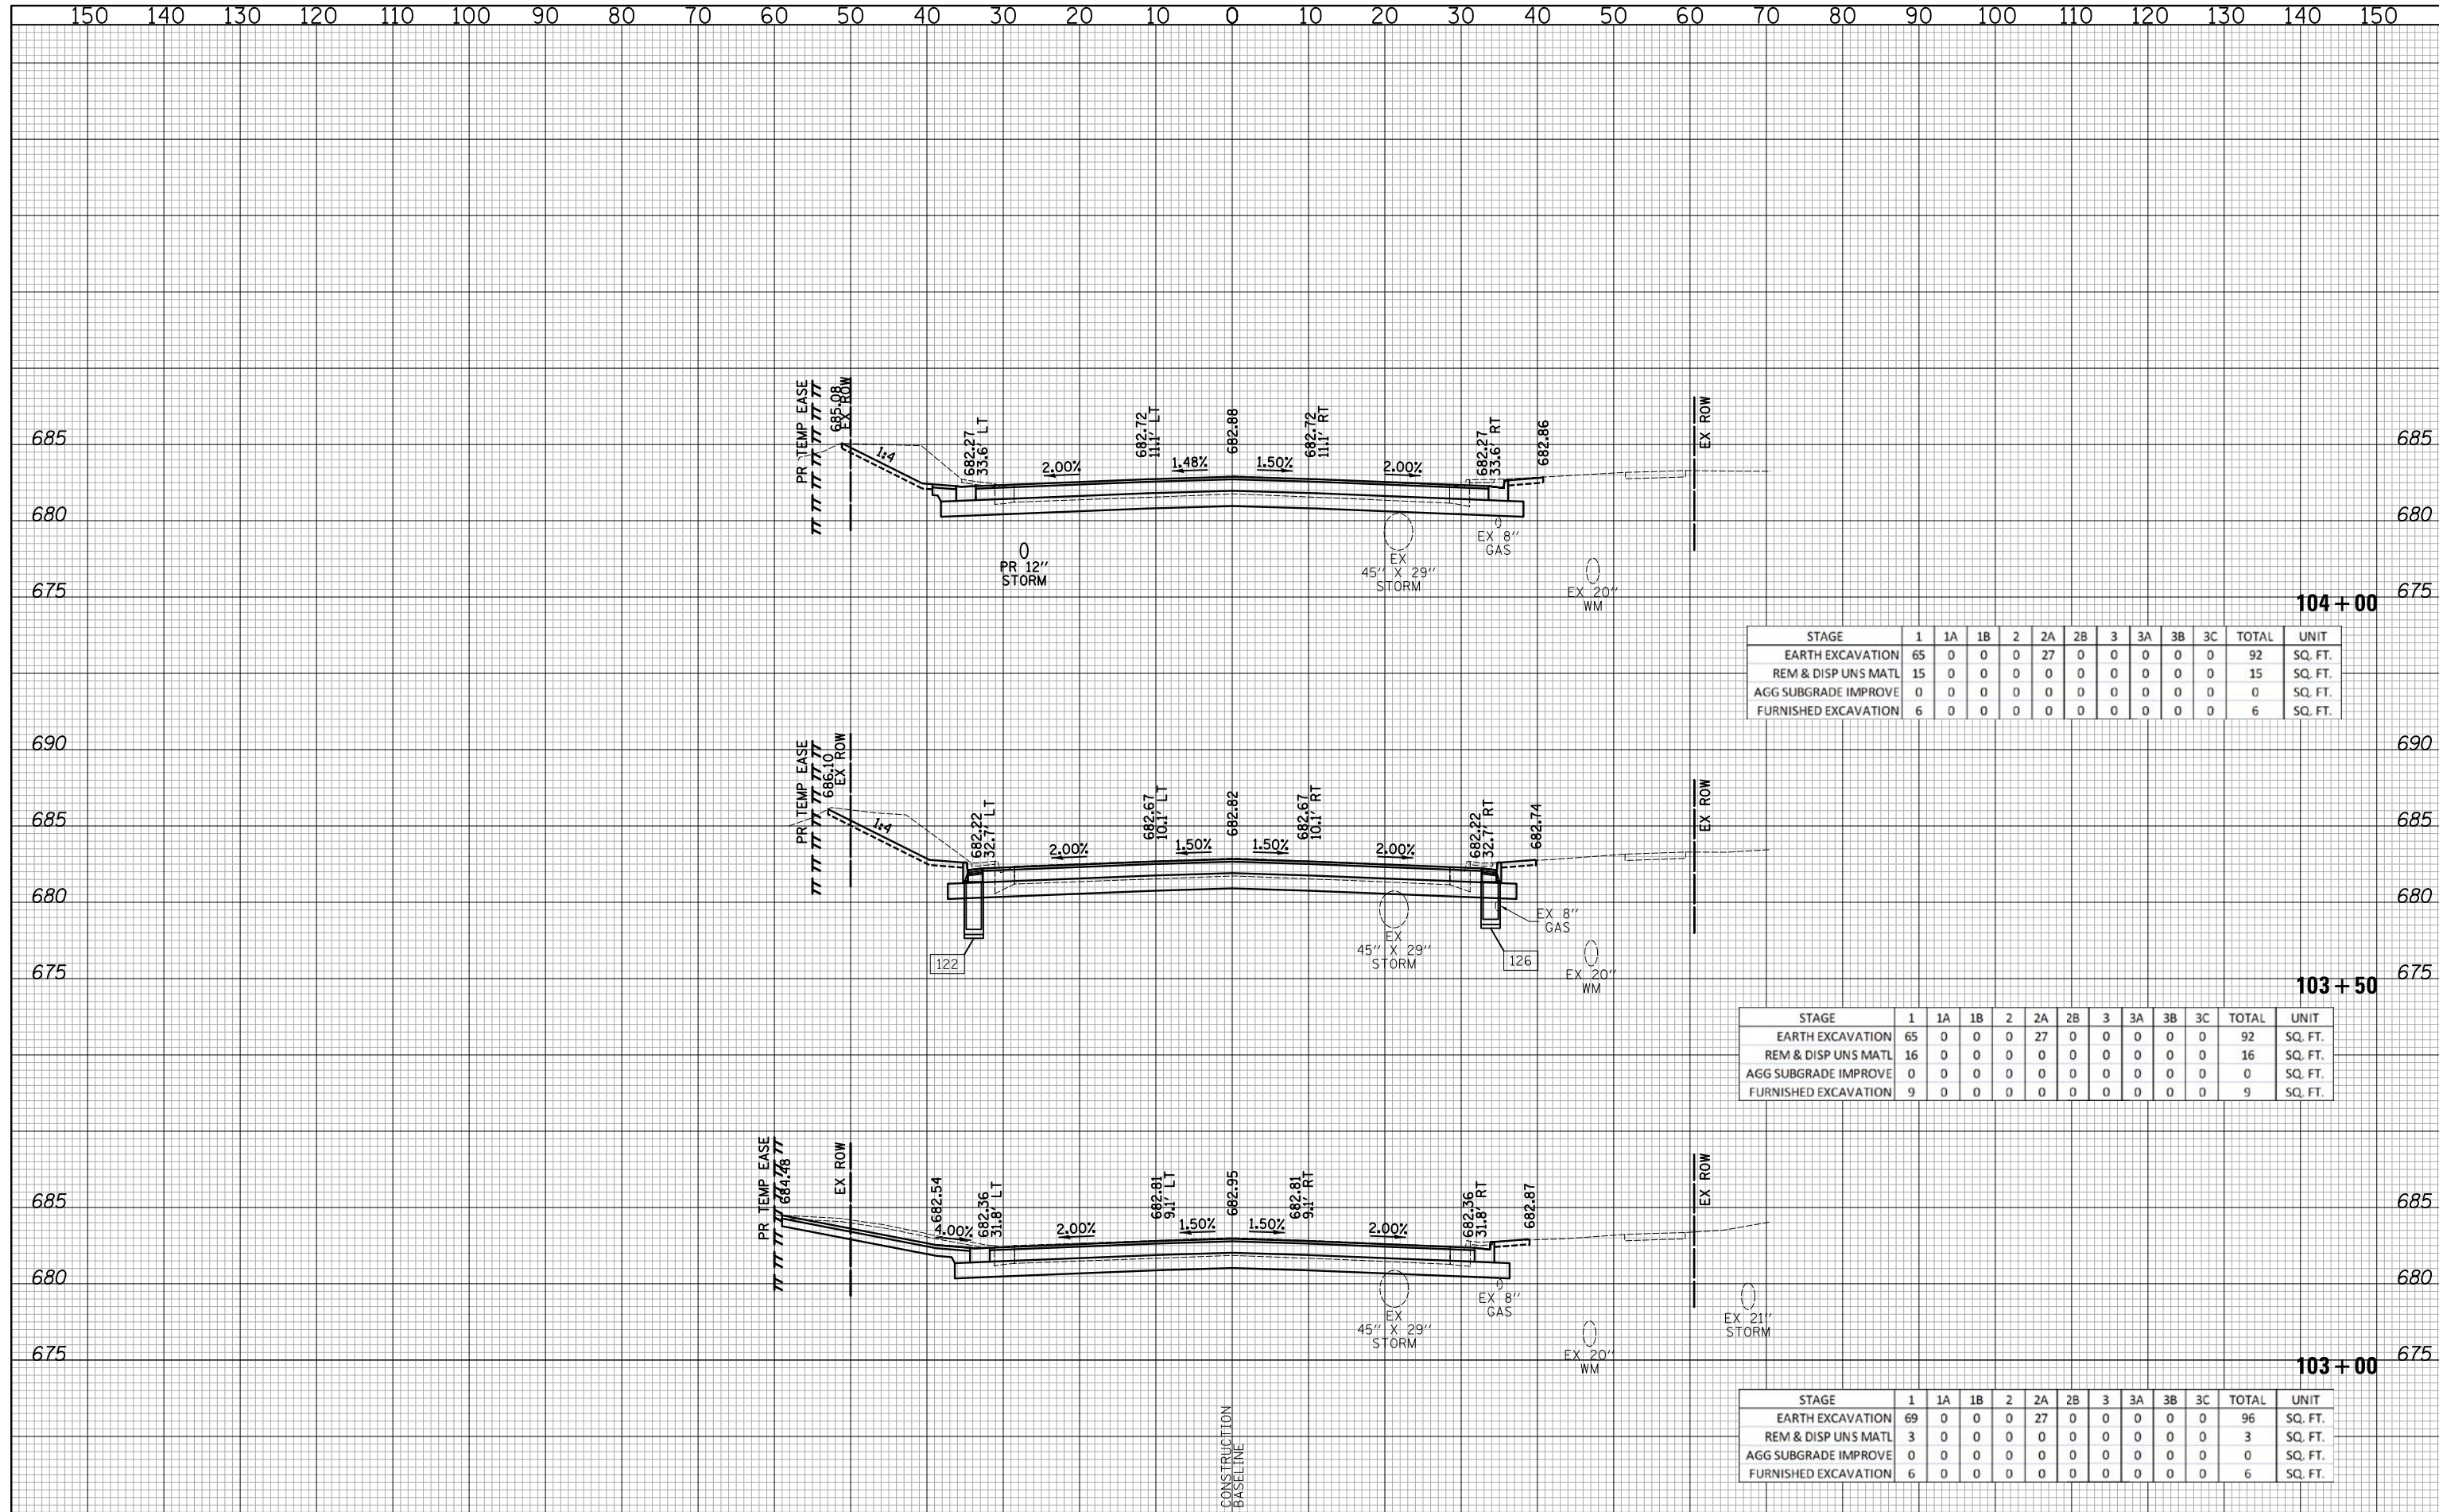 150 140 130 120 110 100 90 80 70 60 50 40 30 20 10 0 10 20 30 40 50 60 70 80 90 100 110 120 130 140 150
PR TEMP EASE
685.08
EX ROW
682.27
33.6' LT
682.72
11.1' LT
682.88
682.72
11.1' RT
682.27
33.6' RT
682.86
EX ROW
685 685
1:4
2.00% 1.48% 1.50% 2.00%
680 680
PR 12"
STORM
EX
45" X 29"
STORM
EX 8"
GAS
EX 20"
WM
675 675
104+00
STAGE 1 1A 1B 2 2A 2B 3 3A 3B 3C TOTAL UNIT
EARTH EXCAVATION 65 0 0 0 27 0 0 0 0 0 92 SQ. FT.
REM & DISP UNS MATL 15 0 0 0 0 0 0 0 0 0 15 SQ. FT.
AGG SUBGRADE IMPROVE 0 0 0 0 0 0 0 0 0 0 0 SQ. FT.
FURNISHED EXCAVATION 6 0 0 0 0 0 0 0 0 0 6 SQ. FT.
690 690
PR TEMP EASE
686.10
EX ROW
682.22
32.7' LT
682.67
10.1' LT
682.82
682.67
10.1' RT
682.22
32.7' RT
682.74
EX ROW
685 685
1:4
2.00% 1.50% 1.50% 2.00%
680 680
EX 8"
GAS
EX
45" X 29"
STORM
122
126
EX 20"
WM
675 675
103+50
STAGE 1 1A 1B 2 2A 2B 3 3A 3B 3C TOTAL UNIT
EARTH EXCAVATION 65 0 0 0 27 0 0 0 0 0 92 SQ. FT.
REM & DISP UNS MATL 16 0 0 0 0 0 0 0 0 0 16 SQ. FT.
AGG SUBGRADE IMPROVE 0 0 0 0 0 0 0 0 0 0 0 SQ. FT.
FURNISHED EXCAVATION 9 0 0 0 0 0 0 0 0 0 9 SQ. FT.
PR TEMP EASE
684.48
EX ROW
682.54
682.36
31.8' LT
682.81
9.1' LT
682.95
682.81
9.1' RT
682.36
31.8' RT
682.87
EX ROW
685 685
4.00% 2.00% 1.50% 1.50% 2.00%
680 680
EX
45" X 29"
STORM
EX 8"
GAS
EX 20"
WM
EX 21"
STORM
675 675
103+00
STAGE 1 1A 1B 2 2A 2B 3 3A 3B 3C TOTAL UNIT
EARTH EXCAVATION 69 0 0 0 27 0 0 0 0 0 96 SQ. FT.
REM & DISP UNS MATL 3 0 0 0 0 0 0 0 0 0 3 SQ. FT.
AGG SUBGRADE IMPROVE 0 0 0 0 0 0 0 0 0 0 0 SQ. FT.
FURNISHED EXCAVATION 6 0 0 0 0 0 0 0 0 0 6 SQ. FT.
CONSTRUCTION
BASELINE